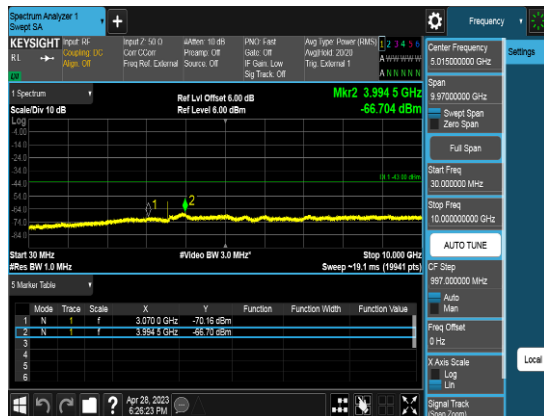 Spectrum Analyzer 1
Swept SA
Frequency
KEYSIGHT
RL
Input: RF
Coupling: DC
Align: Off
Input Z: 50 Ω
Corr CCorr
Freq Ref: External
#Atten: 10 dB
Preamp: Off
Source: Off
PNO: Fast
Gate: Off
IF Gain: Low
Sig Track: Off
Avg Type: Power (RMS)
Avg|Hold: 20/20
Trig: External 1
1 2 3 4 5 6
A W W W W W
A N N N N N
1 Spectrum
Scale/Div 10 dB
Ref Lvl Offset 6.00 dB
Ref Level 6.00 dBm
Mkr2 3.994 5 GHz
-66.704 dBm
Log
-4.00
-14.0
-24.0
-34.0
-44.0
-54.0
-64.0
-74.0
-84.0
1
2
Start 30 MHz
#Res BW 1.0 MHz
#Video BW 3.0 MHz*
Stop 10.000 GHz
Sweep ~19.1 ms (19941 pts)
5 Marker Table
Mode Trace Scale X Y Function Function Width Function Value
1 N 1 f 3.070 0 GHz -70.16 dBm
2 N 1 f 3.994 5 GHz -66.70 dBm
3
4
5
6
Apr 28, 2023
6:26:23 PM
Center Frequency
5.015000000 GHz
Span
9.97000000 GHz
Swept Span
Zero Span
Full Span
Start Freq
30.000000 MHz
Stop Freq
10.000000000 GHz
AUTO TUNE
CF Step
997.000000 MHz
Auto
Man
Freq Offset
0 Hz
X Axis Scale
Log
Lin
Signal Track
(Span Zoom)
Settings
Local